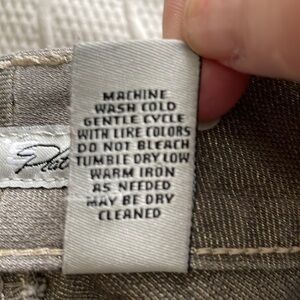 MACHINE
WASH COLD
GENTLE CYCLE
WITH LIKE COLORS
DO NOT BLEACH
TUMBLE DRY LOW
WARM IRON
AS NEEDED
MAY BE DRY
CLEANED